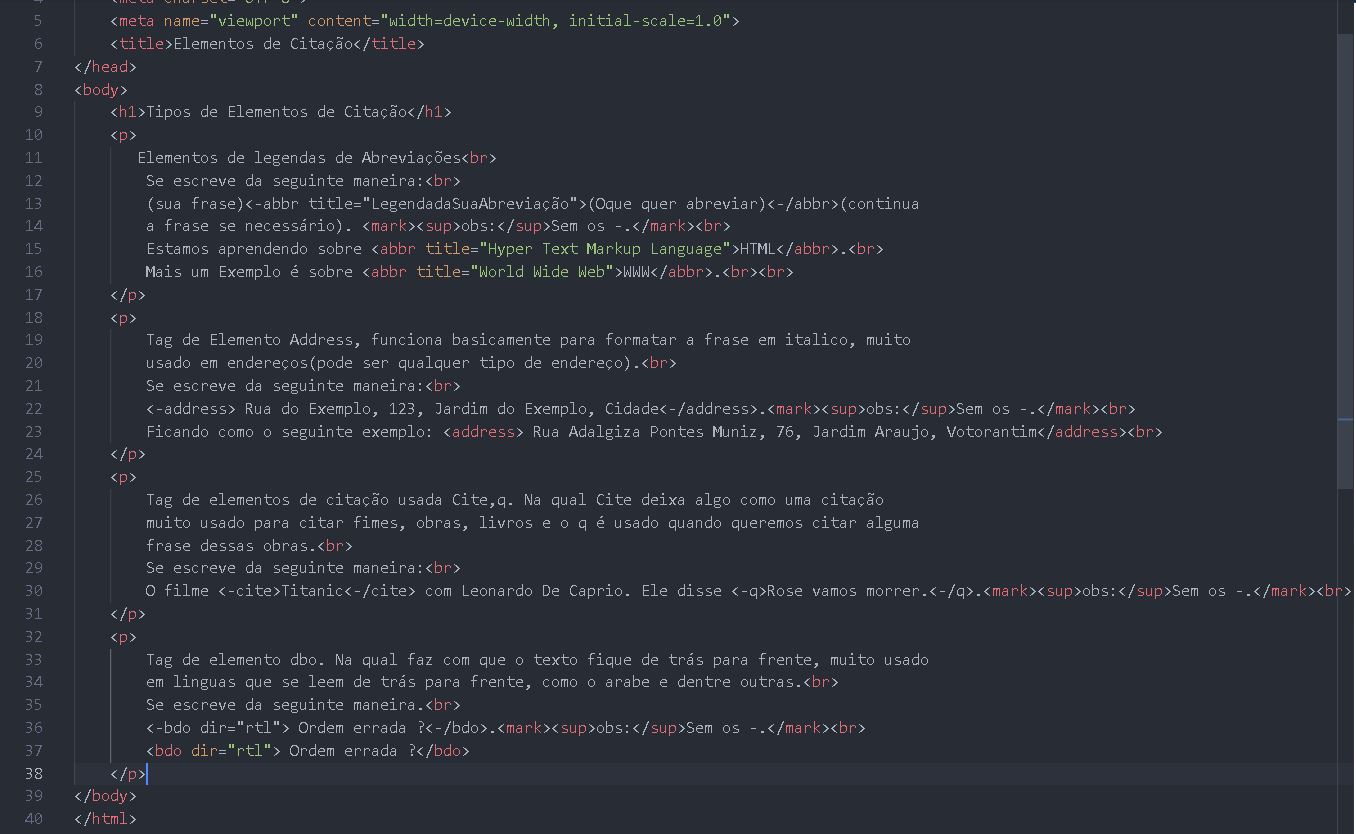 4 <meta charset="UTF-8">
5 <meta name="viewport" content="width=device-width, initial-scale=1.0">
6 <title>Elementos de Citação</title>
7 </head>
8 <body>
9 <h1>Tipos de Elementos de Citação</h1>
10 <p>
11 Elementos de legendas de Abreviações<br>
12 Se escreve da seguinte maneira:<br>
13 (sua frase)<-abbr title="LegendadaSuaAbreviação">(Oque quer abreviar)<-/abbr>(continua
14 a frase se necessário). <mark><sup>obs:</sup>Sem os -.</mark><br>
15 Estamos aprendendo sobre <abbr title="Hyper Text Markup Language">HTML</abbr>.<br>
16 Mais um Exemplo é sobre <abbr title="World Wide Web">WWW</abbr>.<br><br>
17 </p>
18 <p>
19 Tag de Elemento Address, funciona basicamente para formatar a frase em italico, muito
20 usado em endereços(pode ser qualquer tipo de endereço).<br>
21 Se escreve da seguinte maneira:<br>
22 <-address> Rua do Exemplo, 123, Jardim do Exemplo, Cidade<-/address>.<mark><sup>obs:</sup>Sem os -.</mark><br>
23 Ficando como o seguinte exemplo: <address> Rua Adalgiza Pontes Muniz, 76, Jardim Araujo, Votorantim</address><br>
24 </p>
25 <p>
26 Tag de elementos de citação usada Cite,q. Na qual Cite deixa algo como uma citação
27 muito usado para citar fimes, obras, livros e o q é usado quando queremos citar alguma
28 frase dessas obras.<br>
29 Se escreve da seguinte maneira:<br>
30 O filme <-cite>Titanic<-/cite> com Leonardo De Caprio. Ele disse <-q>Rose vamos morrer.<-/q>.<mark><sup>obs:</sup>Sem os -.</mark><br>
31 </p>
32 <p>
33 Tag de elemento dbo. Na qual faz com que o texto fique de trás para frente, muito usado
34 em linguas que se leem de trás para frente, como o arabe e dentre outras.<br>
35 Se escreve da seguinte maneira.<br>
36 <-bdo dir="rtl"> Ordem errada ?<-/bdo>.<mark><sup>obs:</sup>Sem os -.</mark><br>
37 <bdo dir="rtl"> Ordem errada ?</bdo>
38 </p>
39 </body>
40 </html>